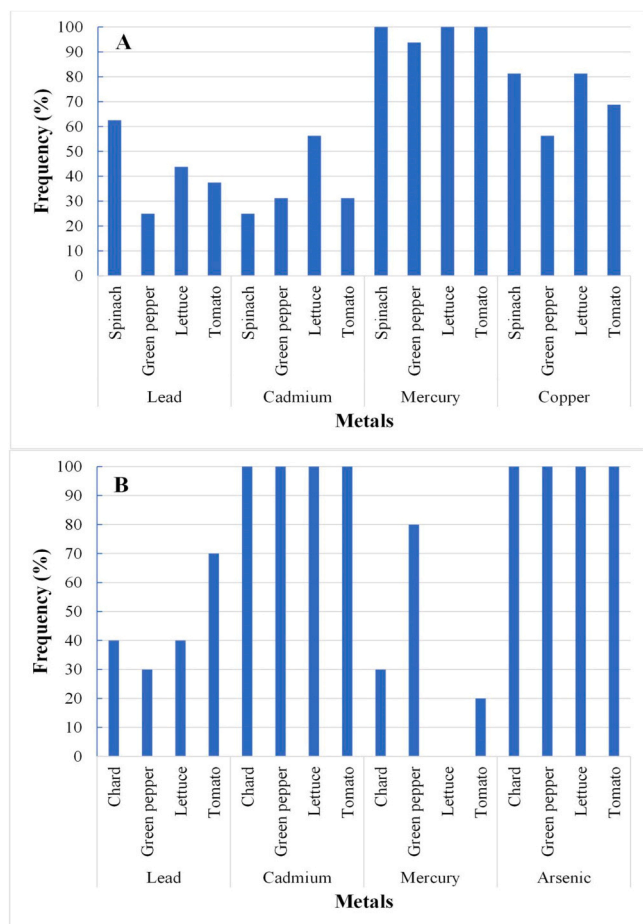 A
Frequency (%)
100
90
80
70
60
50
40
30
20
10
0
Spinach
Green pepper
Lettuce
Tomato
Spinach
Green pepper
Lettuce
Tomato
Spinach
Green pepper
Lettuce
Tomato
Spinach
Green pepper
Lettuce
Tomato
Lead Cadmium Mercury Copper
Metals
B
Frequency (%)
100
90
80
70
60
50
40
30
20
10
0
Chard
Green pepper
Lettuce
Tomato
Chard
Green pepper
Lettuce
Tomato
Chard
Green pepper
Lettuce
Tomato
Chard
Green pepper
Lettuce
Tomato
Lead Cadmium Mercury Arsenic
Metals